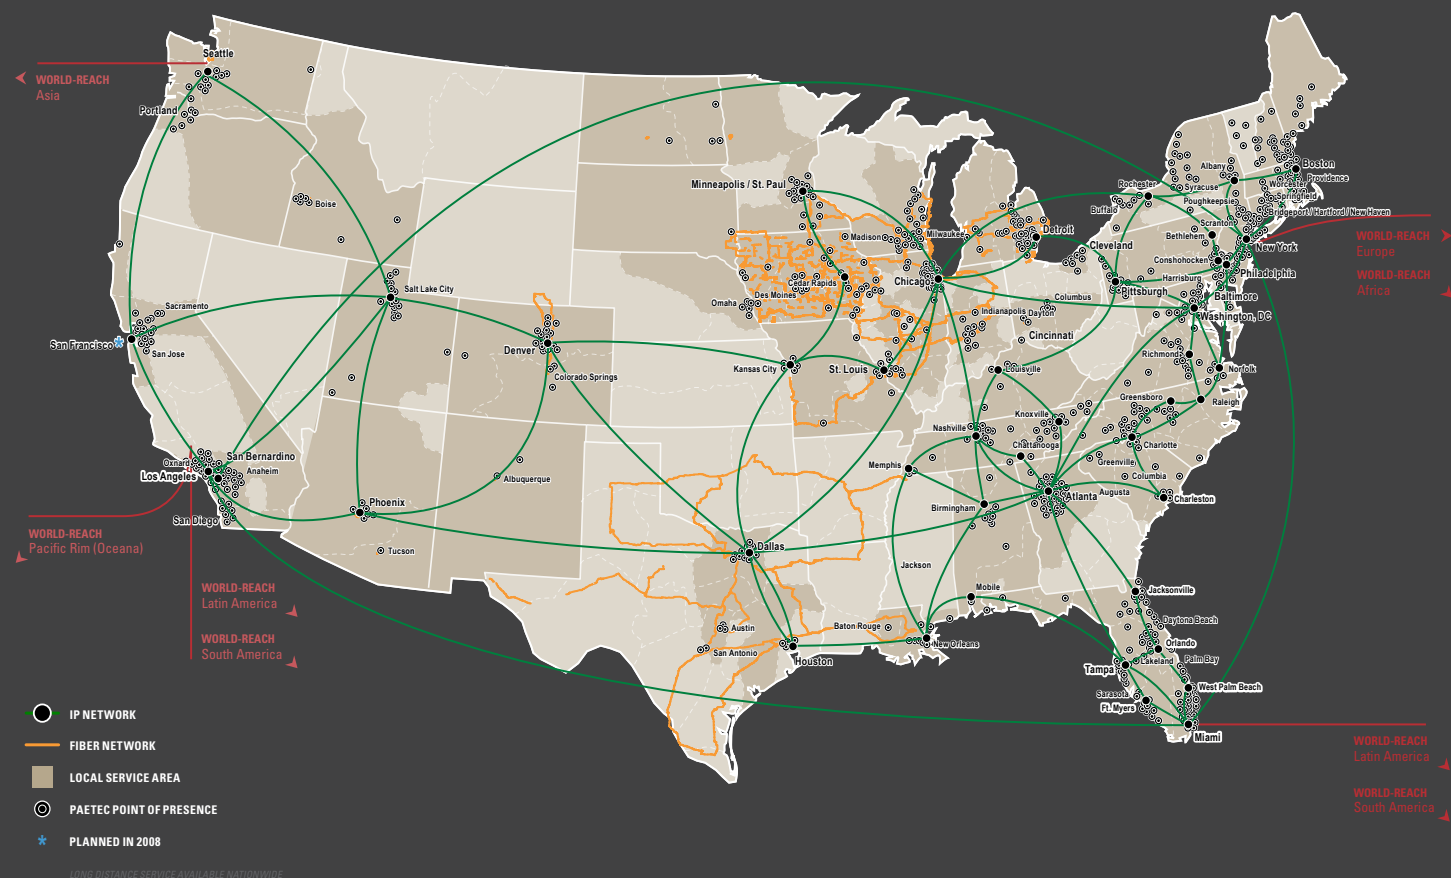 Seattle
WORLD-REACH
Asia
Portland
Boise
Minneapolis / St. Paul
Madison
Milwaukee
Detroit
Chicago
Rochester
Buffalo
Syracuse
Albany
Boston
Providence
Worcester
Springfield
Poughkeepsie
Bridgeport / Hartford / New Haven
Scranton
Bethlehem
New York
Conshohocken
Philadelphia
Harrisburg
Cleveland
Pittsburgh
Baltimore
Washington, DC
WORLD-REACH
Europe
WORLD-REACH
Africa
Salt Lake City
Sacramento
San Francisco
*
San Jose
Omaha
Des Moines
Cedar Rapids
Columbus
Indianapolis
Dayton
Cincinnati
Richmond
Norfolk
Denver
Colorado Springs
Kansas City
St. Louis
Louisville
Greensboro
Raleigh
Knoxville
Nashville
Chattanooga
Charlotte
Greenville
Columbia
Memphis
Oxnard
San Bernardino
Los Angeles
Anaheim
San Diego
Phoenix
Albuquerque
Tucson
Atlanta
Augusta
Charleston
Birmingham
Dallas
Jackson
Mobile
Jacksonville
WORLD-REACH
Pacific Rim (Oceana)
WORLD-REACH
Latin America
WORLD-REACH
South America
Austin
San Antonio
Houston
Baton Rouge
New Orleans
Daytona Beach
Orlando
Lakeland
Palm Bay
Tampa
West Palm Beach
Sarasota
Ft. Myers
Miami
IP NETWORK
FIBER NETWORK
LOCAL SERVICE AREA
PAETEC POINT OF PRESENCE
* PLANNED IN 2008
LONG DISTANCE SERVICE AVAILABLE NATIONWIDE
WORLD-REACH
Latin America
WORLD-REACH
South America